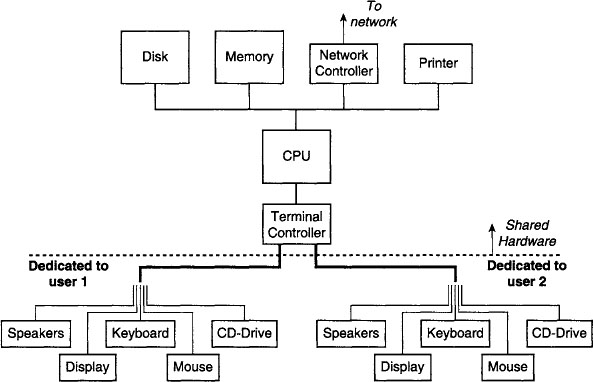 To
network
Disk
Memory
Network
Controller
Printer
CPU
Terminal
Controller
Shared
Hardware
Dedicated to
user 1
Dedicated to
user 2
Speakers
Keyboard
CD-Drive
Speakers
Keyboard
CD-Drive
Display
Mouse
Display
Mouse